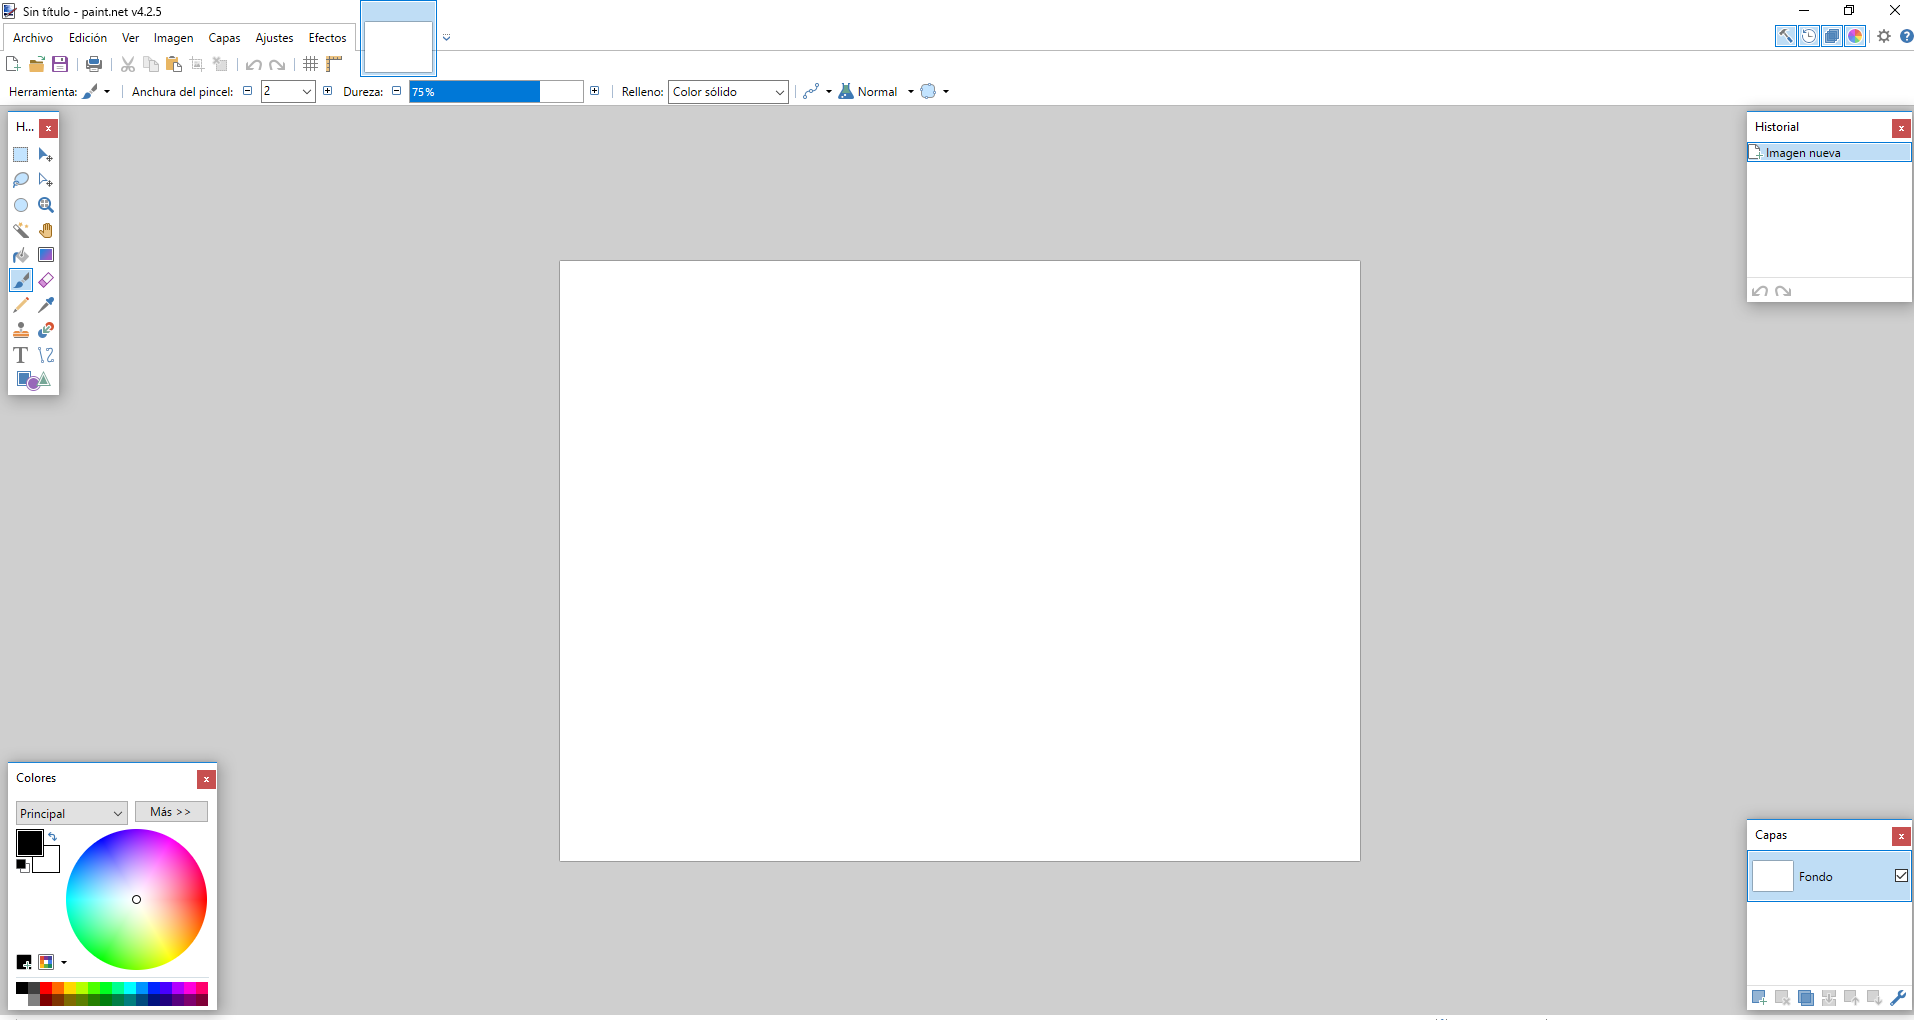 Sin título - paint.net v4.2.5
Archivo Edición Ver Imagen Capas Ajustes Efectos
Herramienta: Anchura del pincel: 2 Dureza: 75% Relleno: Color sólido Normal
H...
Historial
Imagen nueva
Colores
Principal Más >>
Capas
Fondo